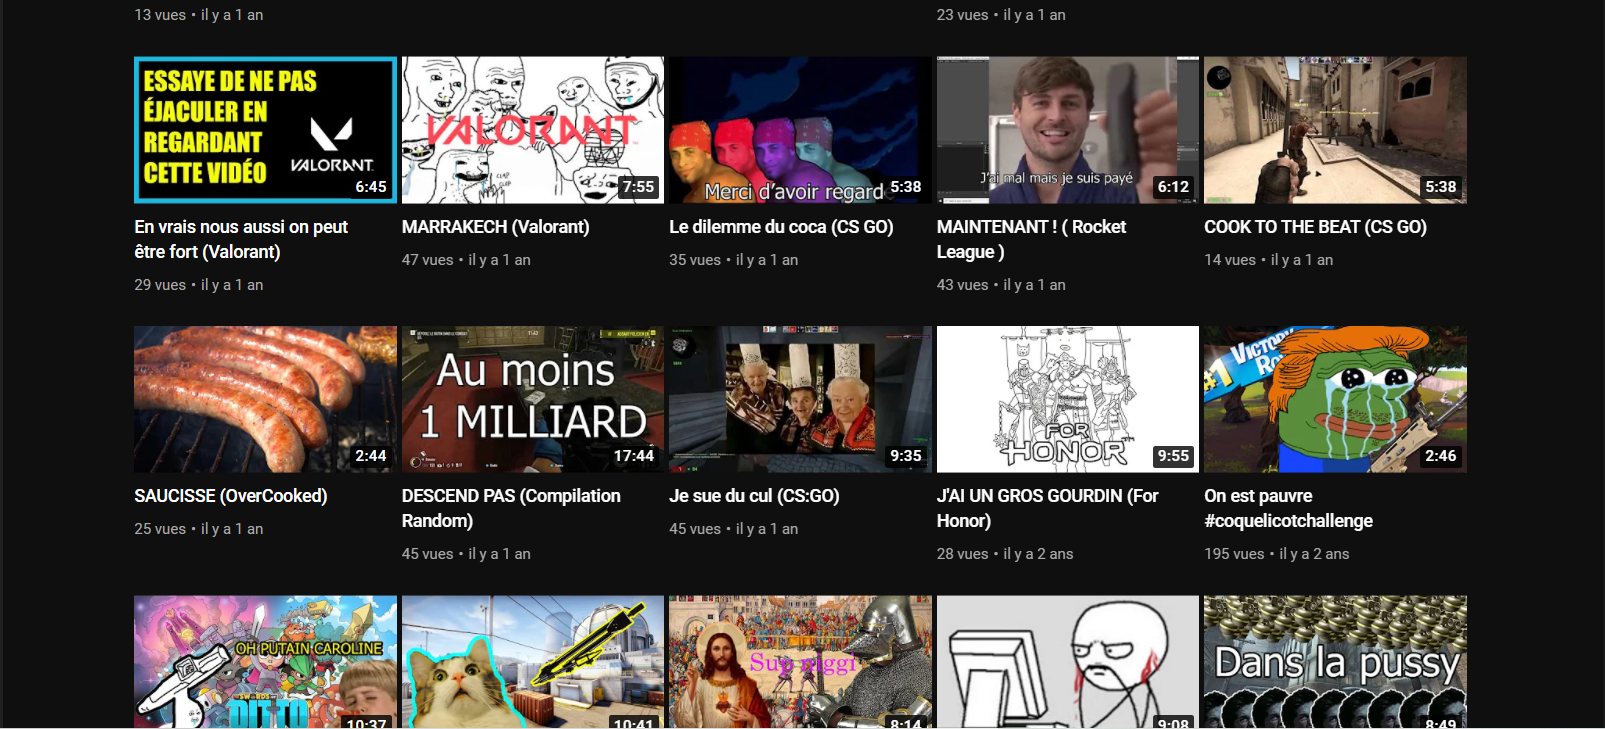 13 vues • il y a 1 an
23 vues • il y a 1 an
ESSAYE DE NE PAS
ÉJACULER EN
REGARDANT
CETTE VIDÉO
VALORANT
6:45
VALORANT
CLAP
CLAP
7:55
Merci d'avoir regard
5:38
J'ai mal mais je suis payé
6:12
5:38
En vrais nous aussi on peut
être fort (Valorant)
29 vues • il y a 1 an
MARRAKECH (Valorant)
47 vues • il y a 1 an
Le dilemme du coca (CS GO)
35 vues • il y a 1 an
MAINTENANT ! ( Rocket
League )
43 vues • il y a 1 an
COOK TO THE BEAT (CS GO)
14 vues • il y a 1 an
2:44
Au moins
1 MILLIARD
17:44
9:35
FOR
HONOR
9:55
#1 VICTORY
Ro
2:46
SAUCISSE (OverCooked)
25 vues • il y a 1 an
DESCEND PAS (Compilation
Random)
45 vues • il y a 1 an
Je sue du cul (CS:GO)
45 vues • il y a 1 an
J'AI UN GROS GOURDIN (For
Honor)
28 vues • il y a 2 ans
On est pauvre
#coquelicotchallenge
195 vues • il y a 2 ans
OH PUTAIN CAROLINE
SWORDS OF
DITTO
10:37
10:41
Sup niggi
8:14
9:08
Dans la pussy
8:49